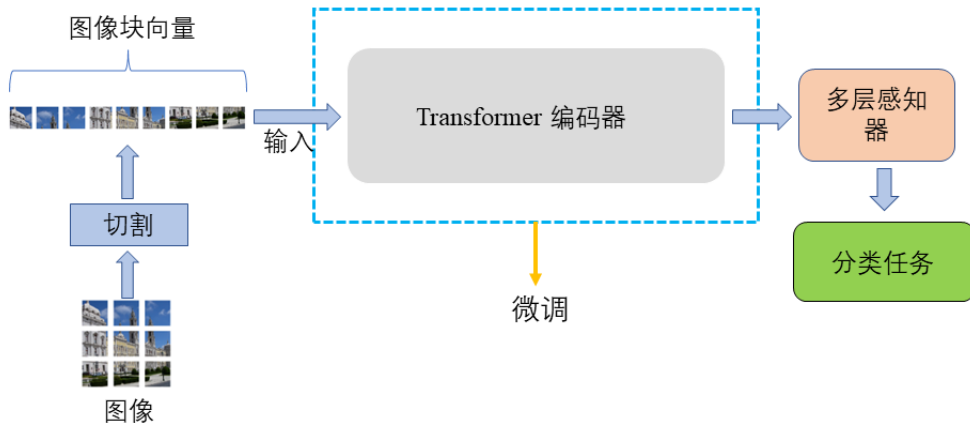 图像块向量
Transformer 编码器
多层感知
器
输入
切割
分类任务
微调
图像